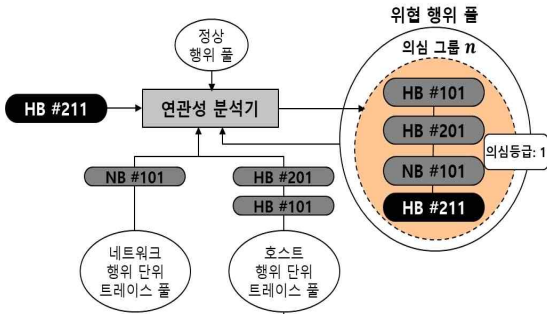 위협 행위 풀
정상
행위 풀
의심 그룹 n
HB #211
연관성 분석기
HB #101
HB #201
NB #101
HB #211
의심등급: 1
NB #101
HB #201
HB #101
네트워크
행위 단위
트레이스 풀
호스트
행위 단위
트레이스 풀